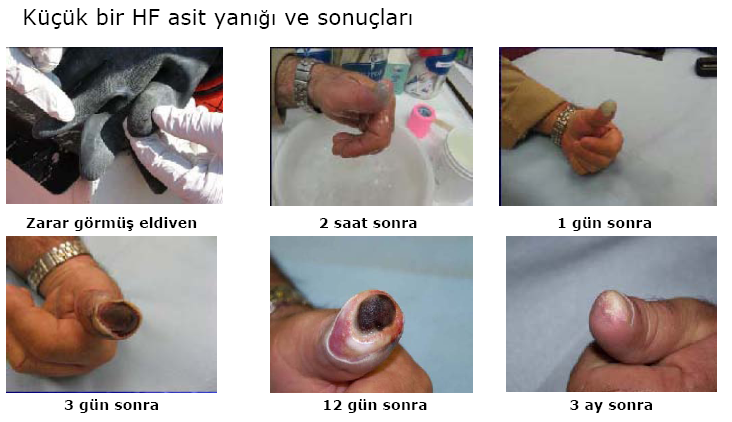 Küçük bir HF asit yanığı ve sonuçları
Zarar görmüş eldiven
2 saat sonra
1 gün sonra
3 gün sonra
12 gün sonra
3 ay sonra